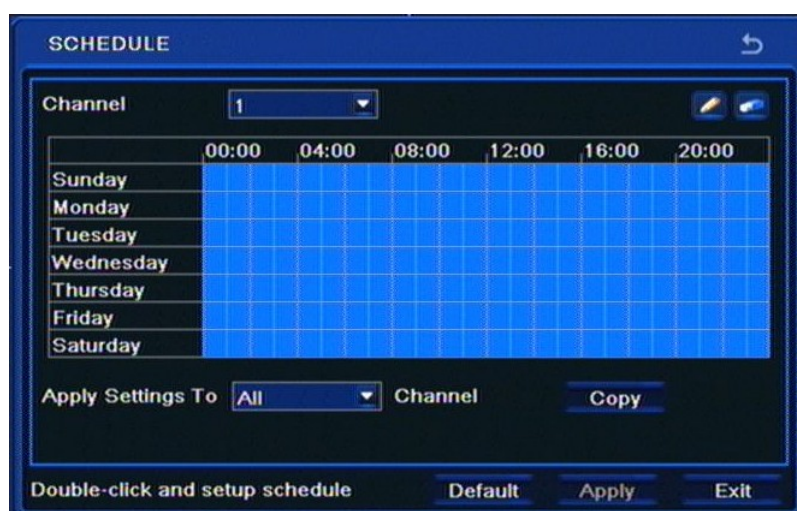 SCHEDULE
Channel 1
00:00 04:00 08:00 12:00 16:00 20:00
Sunday
Monday
Tuesday
Wednesday
Thursday
Friday
Saturday
Apply Settings To All Channel Copy
Double-click and setup schedule Default Apply Exit